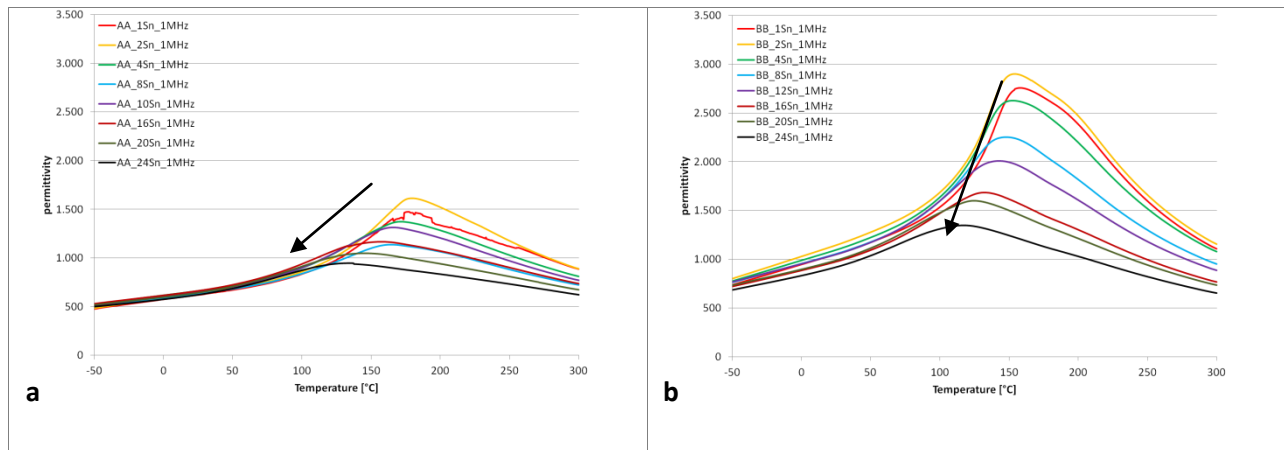 3.500
3.000
2.500
2.000
1.500
1.000
500
0
permittivity
AA_1Sn_1MHz
AA_2Sn_1MHz
AA_4Sn_1MHz
AA_8Sn_1MHz
AA_10Sn_1MHz
AA_16Sn_1MHz
AA_20Sn_1MHz
AA_24Sn_1MHz
-50 0 50 100 150 200 250 300
Temperature [°C]
a
3.500
3.000
2.500
2.000
1.500
1.000
500
0
permittivity
BB_1Sn_1MHz
BB_2Sn_1MHz
BB_4Sn_1MHz
BB_8Sn_1MHz
BB_12Sn_1MHz
BB_16Sn_1MHz
BB_20Sn_1MHz
BB_24Sn_1MHz
-50 0 50 100 150 200 250 300
Temperature [°C]
b